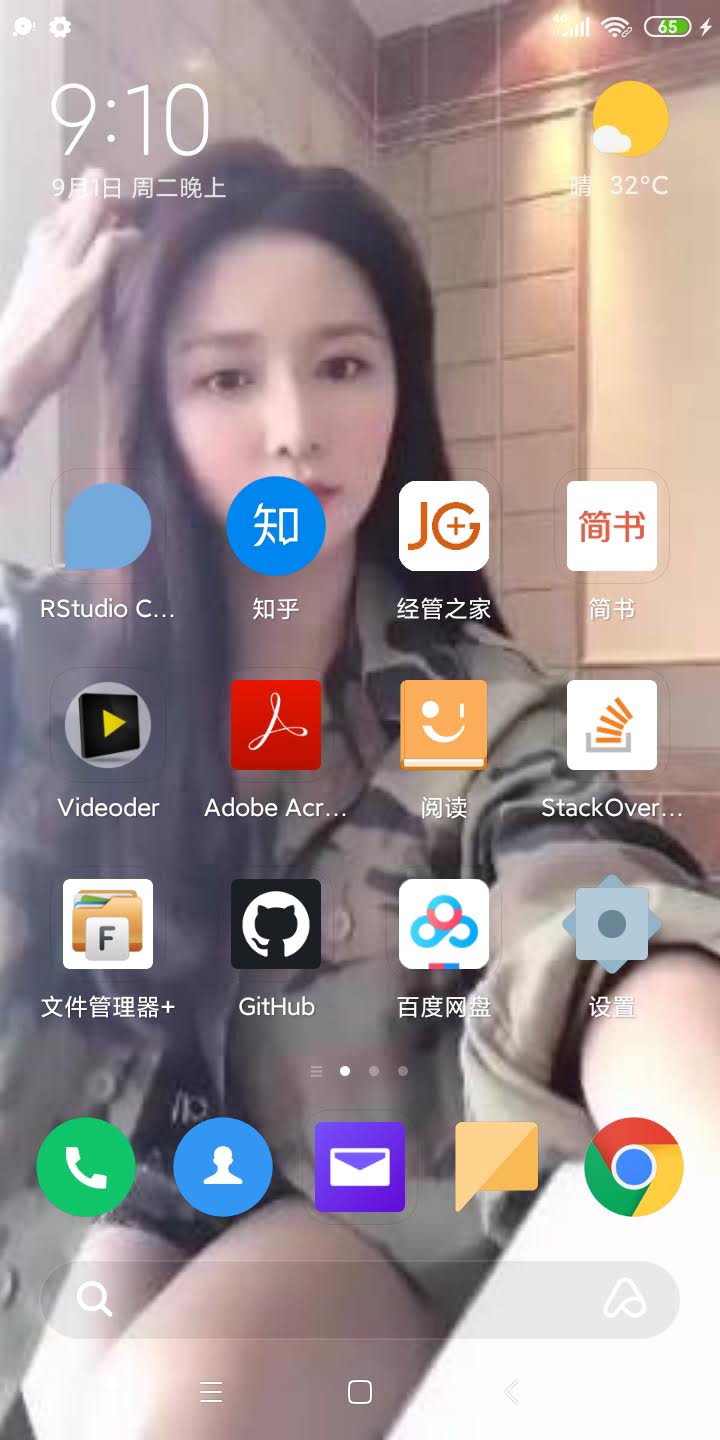 65
9:10
9月1日 周二晚上
晴 32°C
知
JG
简书
RStudio C...
知乎
经管之家
简书
Videoder
Adobe Acr...
阅读
StackOver...
F
文件管理器+
GitHub
百度网盘
设置